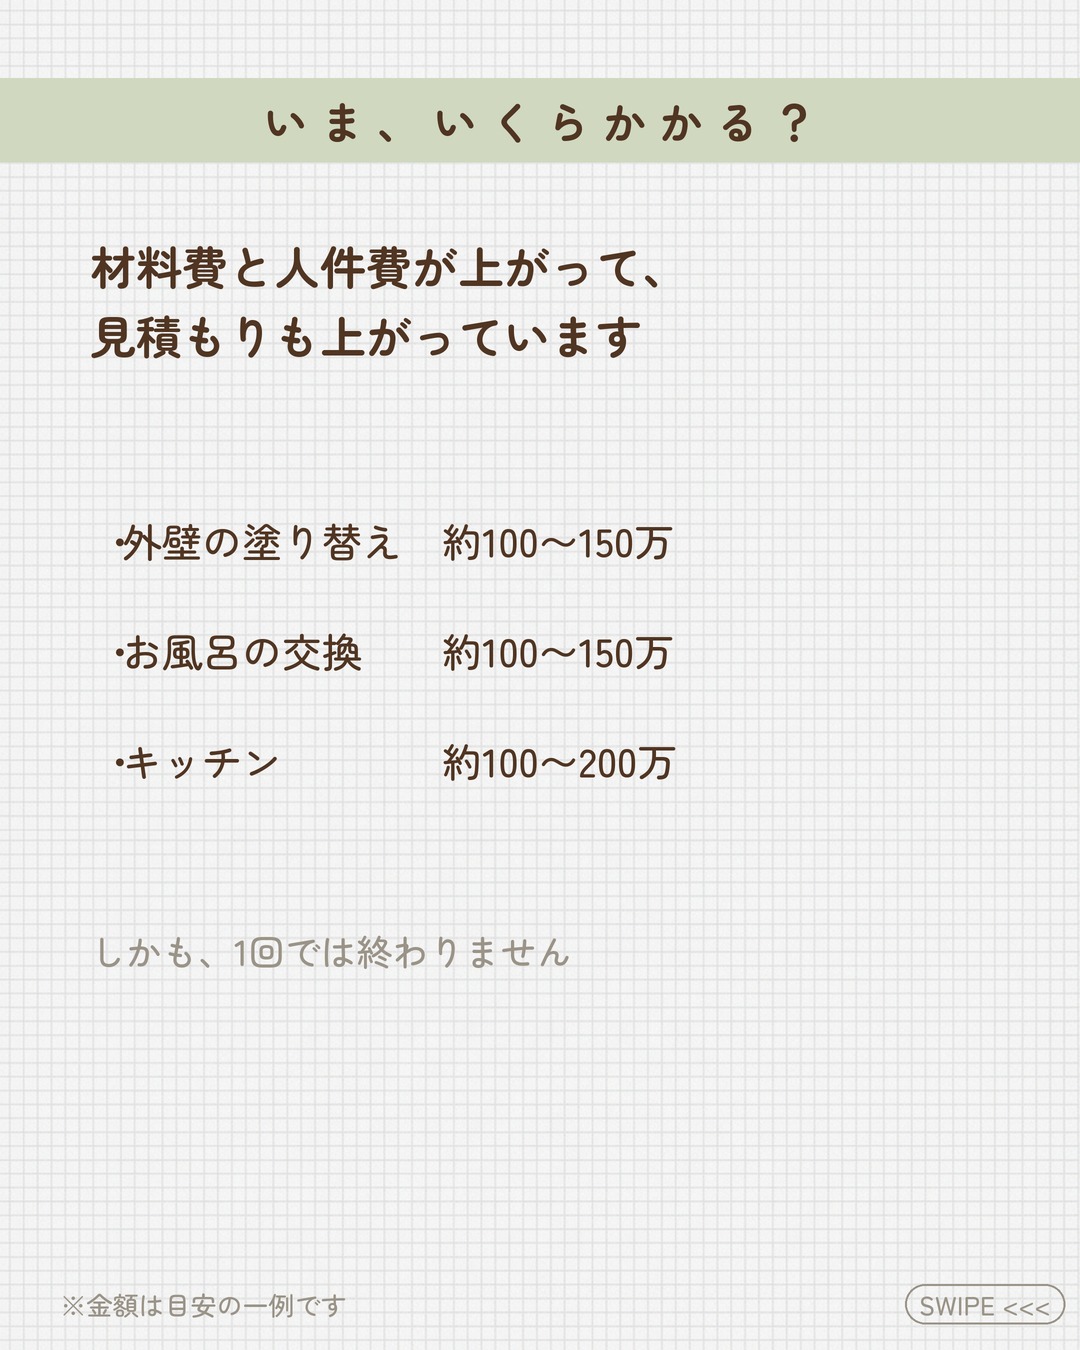 いま、いくらかかる？
材料費と人件費が上がって、
見積もりも上がっています
・外壁の塗り替え　約100〜150万
・お風呂の交換　約100〜150万
・キッチン　約100〜200万
しかも、1回では終わりません
※金額は目安の一例です
SWIPE <<<